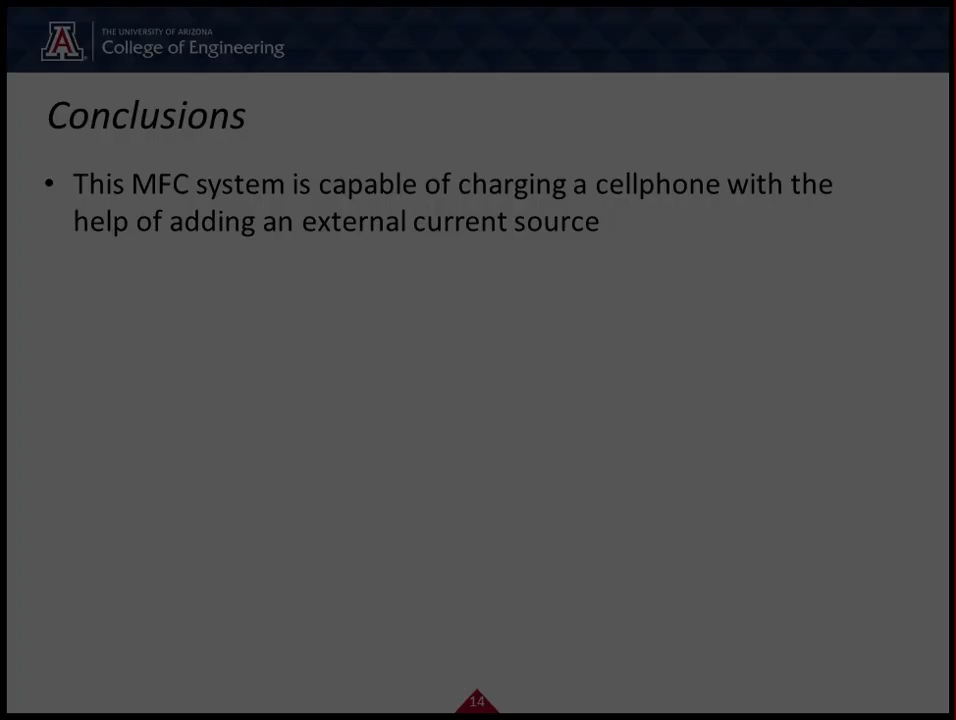 THE UNIVERSITY OF ARIZONA
College of Engineering
Conclusions
• This MFC system is capable of charging a cellphone with the
help of adding an external current source
14